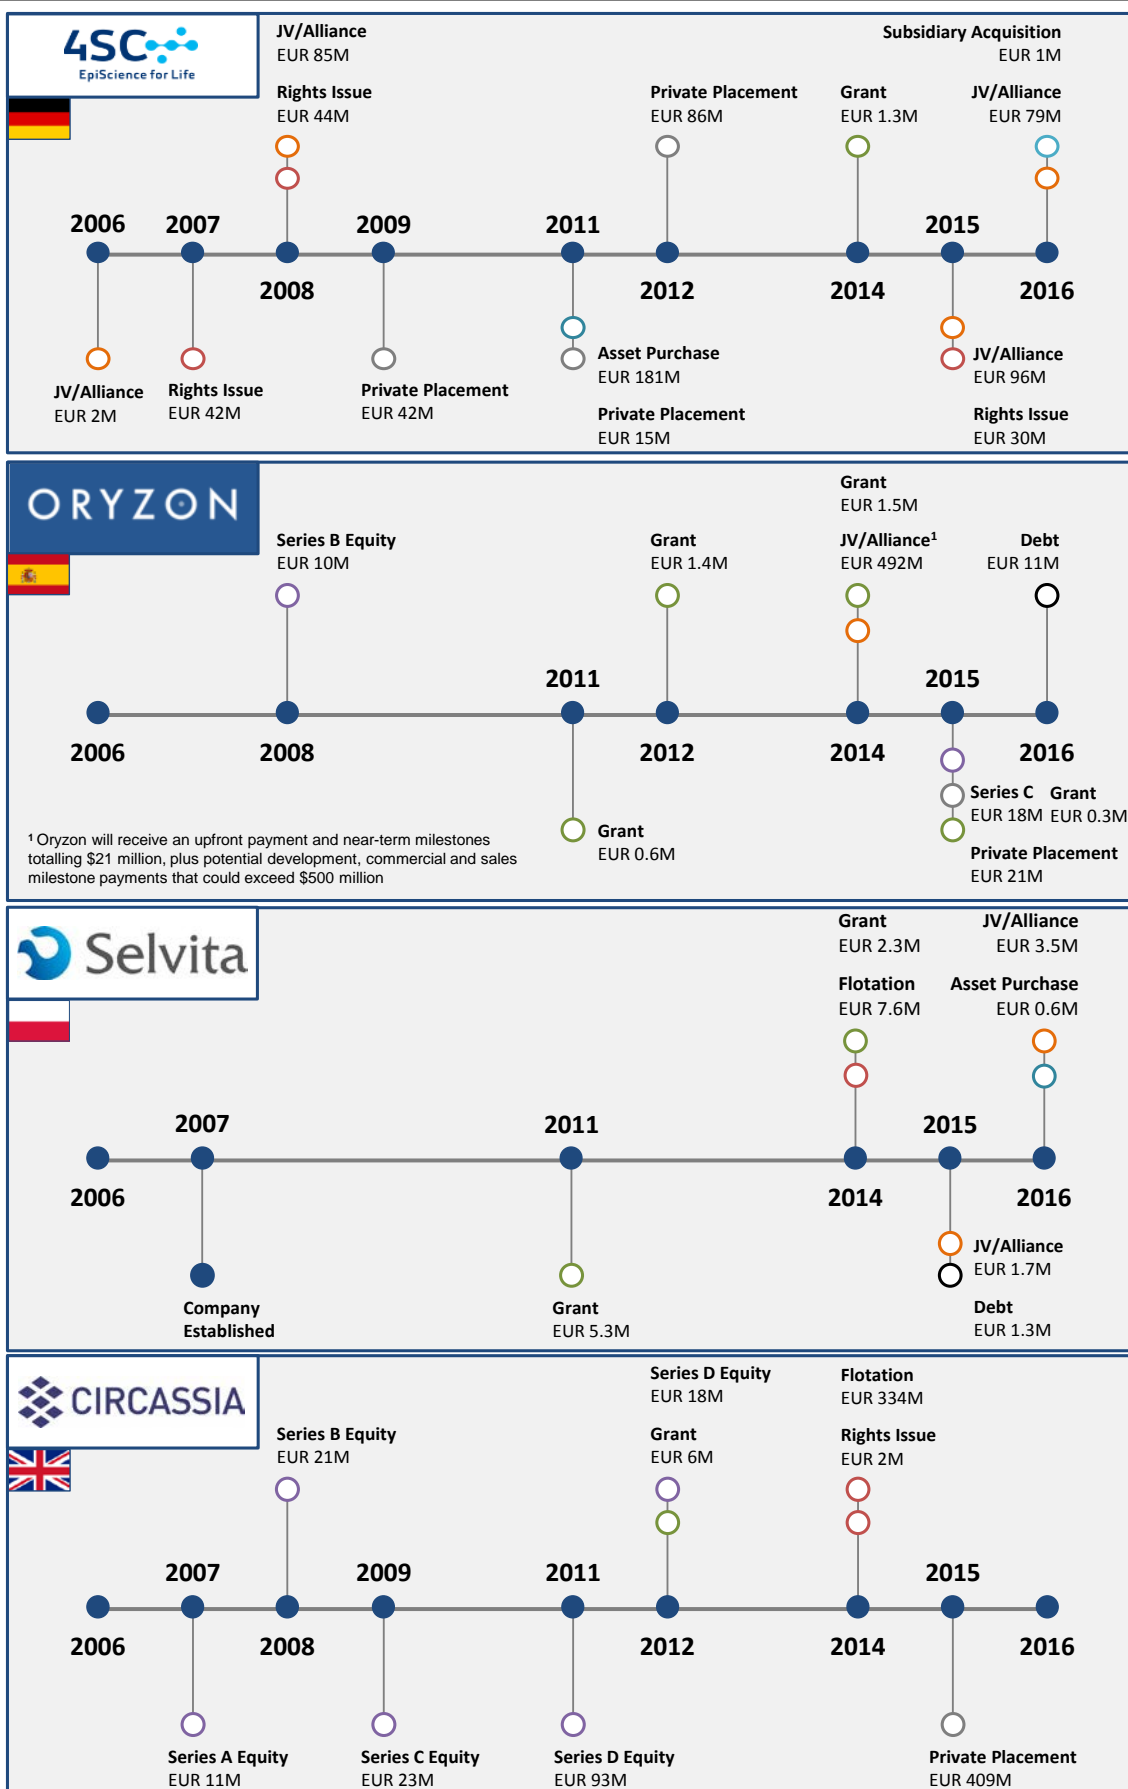 4SC
EpiScience for Life
JV/Alliance
EUR 85M
Rights Issue
EUR 44M
Private Placement
EUR 86M
Grant
EUR 1.3M
Subsidiary Acquisition
EUR 1M
JV/Alliance
EUR 79M
2006
2007
2009
2011
2015
2008
2012
2014
2016
JV/Alliance
EUR 2M
Rights Issue
EUR 42M
Private Placement
EUR 42M
Asset Purchase
EUR 181M
Private Placement
EUR 15M
JV/Alliance
EUR 96M
Rights Issue
EUR 30M
ORYZON
Series B Equity
EUR 10M
Grant
EUR 1.4M
Grant
EUR 1.5M
JV/Alliance¹
EUR 492M
Debt
EUR 11M
2011
2015
2006
2008
2012
2014
2016
Grant
EUR 0.6M
Series C
EUR 18M
Grant
EUR 0.3M
Private Placement
EUR 21M
¹ Oryzon will receive an upfront payment and near-term milestones
totalling $21 million, plus potential development, commercial and sales
milestone payments that could exceed $500 million
Selvita
Grant
EUR 2.3M
Flotation
EUR 7.6M
JV/Alliance
EUR 3.5M
Asset Purchase
EUR 0.6M
2007
2011
2015
2006
2014
2016
Company
Established
Grant
EUR 5.3M
JV/Alliance
EUR 1.7M
Debt
EUR 1.3M
CIRCASSIA
Series B Equity
EUR 21M
Series D Equity
EUR 18M
Grant
EUR 6M
Flotation
EUR 334M
Rights Issue
EUR 2M
2007
2009
2011
2015
2006
2008
2012
2014
2016
Series A Equity
EUR 11M
Series C Equity
EUR 23M
Series D Equity
EUR 93M
Private Placement
EUR 409M